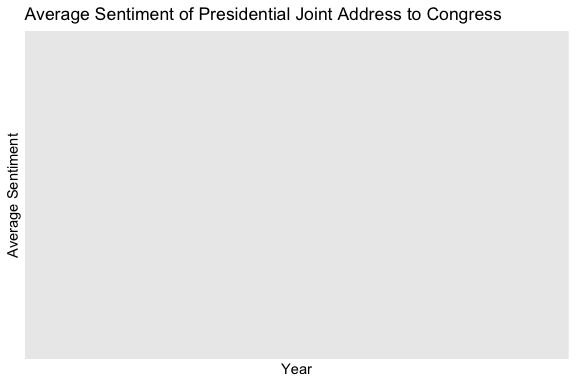 Average Sentiment of Presidential Joint Address to Congress
Average Sentiment
Year